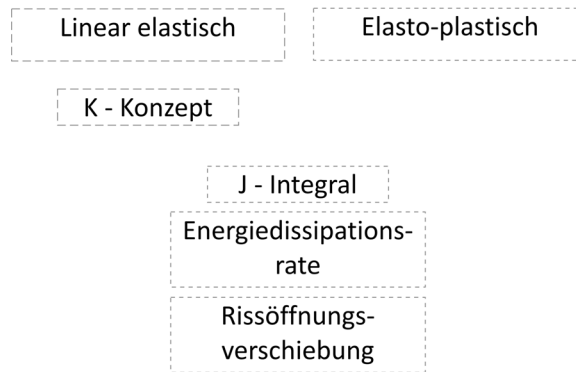 Linear elastisch
Elasto-plastisch
K - Konzept
J - Integral
Energiedissipations-
rate
Rissöffnungs-
verschiebung